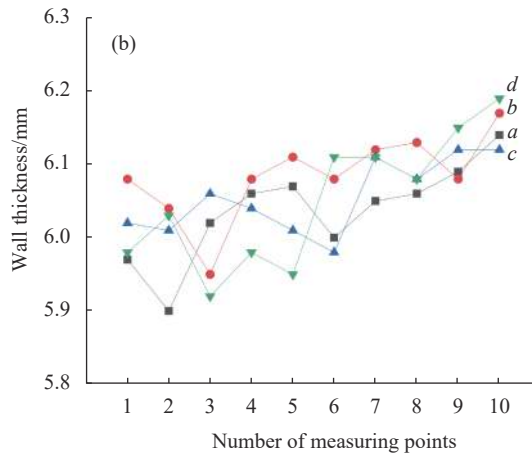 (b)
Wall thickness/mm
6.3
6.2
6.1
6.0
5.9
5.8
d
b
a
c
1 2 3 4 5 6 7 8 9 10
Number of measuring points